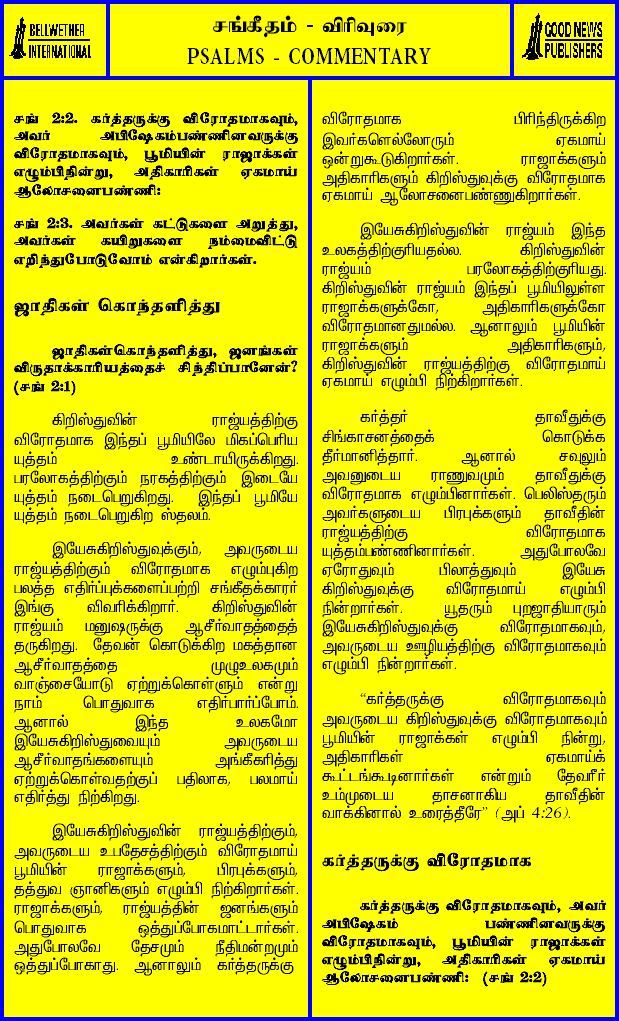 BELLWETHER
INTERNATIONAL
சங்கீதம் - விரிவுரை
PSALMS - COMMENTARY
GOOD NEWS
PUBLISHERS
சங் 2:2. கர்த்தருக்கு விரோதமாகவும்,
அவர் அபிஷேகம்பண்ணினவருக்கு
விரோதமாகவும், பூமியின் ராஜாக்கள்
எழும்பிநின்று, அதிகாரிகள் ஏகமாய்
ஆலோசனைபண்ணி:
சங் 2:3. அவர்கள் கட்டுகளை அறுத்து,
அவர்கள் கயிறுகளை நம்மைவிட்டு
எறிந்துபோடுவோம் என்கிறார்கள்.
ஜாதிகள் கொந்தளித்து
ஜாதிகள்கொந்தளித்து, ஜனங்கள்
விருதாக்காரியத்தைச் சிந்திப்பானேன்?
(சங் 2:1)
கிறிஸ்துவின் ராஜ்யத்திற்கு
விரோதமாக இந்தப் பூமியிலே மிகப்பெரிய
யுத்தம் உண்டாயிருக்கிறது.
பரலோகத்திற்கும் நரகத்திற்கும் இடையே
யுத்தம் நடைபெறுகிறது. இந்தப் பூமியே
யுத்தம் நடைபெறுகிற ஸ்தலம்.
இயேசுகிறிஸ்துவுக்கும், அவருடைய
ராஜ்யத்திற்கும் விரோதமாக எழும்புகிற
பலத்த எதிர்ப்புக்களைப்பற்றி சங்கீதக்காரர்
இங்கு விவரிக்கிறார். கிறிஸ்துவின்
ராஜ்யம் மனுஷருக்கு ஆசீர்வாதத்தைத்
தருகிறது. தேவன் கொடுக்கிற மகத்தான
ஆசீர்வாதத்தை முழுஉலகமும்
வாஞ்சையோடு ஏற்றுக்கொள்ளும் என்று
நாம் பொதுவாக எதிர்பார்ப்போம்.
ஆனால் இந்த உலகமோ
இயேசுகிறிஸ்துவையும் அவருடைய
ஆசீர்வாதங்களையும் அங்கீகரித்து
ஏற்றுக்கொள்வதற்குப் பதிலாக, பலமாய்
எதிர்த்து நிற்கிறது.
இயேசுகிறிஸ்துவின் ராஜ்யத்திற்கும்,
அவருடைய உபதேசத்திற்கும் விரோதமாய்
பூமியின் ராஜாக்களும், பிரபுக்களும்,
தத்துவ ஞானிகளும் எழும்பி நிற்கிறார்கள்.
ராஜாக்களும், ராஜ்யத்தின் ஜனங்களும்
பொதுவாக ஒத்துப்போகமாட்டார்கள்.
அதுபோலவே தேசமும் நீதிமன்றமும்
ஒத்துப்போகாது. ஆனாலும் கர்த்தருக்கு
விரோதமாக பிரிந்திருக்கிற
இவர்களெல்லோரும் ஏகமாய்
ஒன்றுகூடுகிறார்கள். ராஜாக்களும்
அதிகாரிகளும் கிறிஸ்துவுக்கு விரோதமாக
ஏகமாய் ஆலோசனைபண்ணுகிறார்கள்.
இயேசுகிறிஸ்துவின் ராஜ்யம் இந்த
உலகத்திற்குரியதல்ல. கிறிஸ்துவின்
ராஜ்யம் பரலோகத்திற்குரியது.
கிறிஸ்துவின் ராஜ்யம் இந்தப் பூமியிலுள்ள
ராஜாக்களுக்கோ, அதிகாரிகளுக்கோ
விரோதமானதுமல்ல. ஆனாலும் பூமியின்
ராஜாக்களும் அதிகாரிகளும்,
கிறிஸ்துவின் ராஜ்யத்திற்கு விரோதமாய்
ஏகமாய் எழும்பி நிற்கிறார்கள்.
கர்த்தர் தாவீதுக்கு
சிங்காசனத்தைக் கொடுக்க
தீர்மானித்தார். ஆனால் சவுலும்
அவனுடைய ராணுவமும் தாவீதுக்கு
விரோதமாக எழும்பினார்கள். பெலிஸ்தரும்
அவர்களுடைய பிரபுக்களும் தாவீதின்
ராஜ்யத்திற்கு விரோதமாக
யுத்தம்பண்ணினார்கள். அதுபோலவே
ஏரோதுவும் பிலாத்துவும் இயேசு
கிறிஸ்துவுக்கு விரோதமாய் எழும்பி
நின்றார்கள். யூதரும் புறஜாதியாரும்
இயேசுகிறிஸ்துவுக்கு விரோதமாகவும்,
அவருடைய ஊழியத்திற்கு விரோதமாகவும்
எழும்பி நின்றார்கள்.
“கர்த்தருக்கு விரோதமாகவும்
அவருடைய கிறிஸ்துவுக்கு விரோதமாகவும்
பூமியின் ராஜாக்கள் எழும்பி நின்று,
அதிகாரிகள் ஏகமாய்க்
கூட்டங்கூடினார்கள் என்றும் தேவரீர்
உம்முடைய தாசனாகிய தாவீதின்
வாக்கினால் உரைத்தீரே” (அப் 4:26).
கர்த்தருக்கு விரோதமாக
கர்த்தருக்கு விரோதமாகவும், அவர்
அபிஷேகம் பண்ணினவருக்கு
விரோதமாகவும், பூமியின் ராஜாக்கள்
எழும்பிநின்று, அதிகாரிகள் ஏகமாய்
ஆலோசனைபண்ணி: (சங் 2:2)